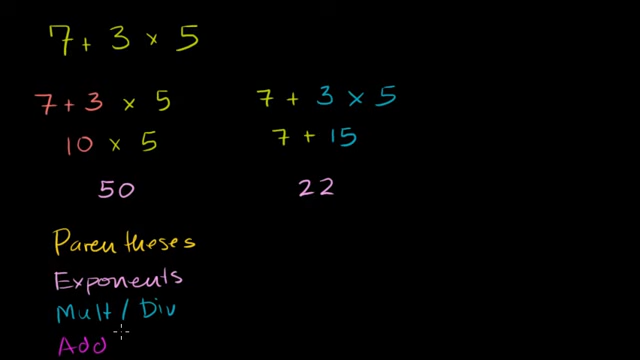 7 + 3 × 5
7 + 3 × 5
10 × 5
50
7 + 3 × 5
7 + 15
22
Parentheses
Exponents
Mult / Div
Add